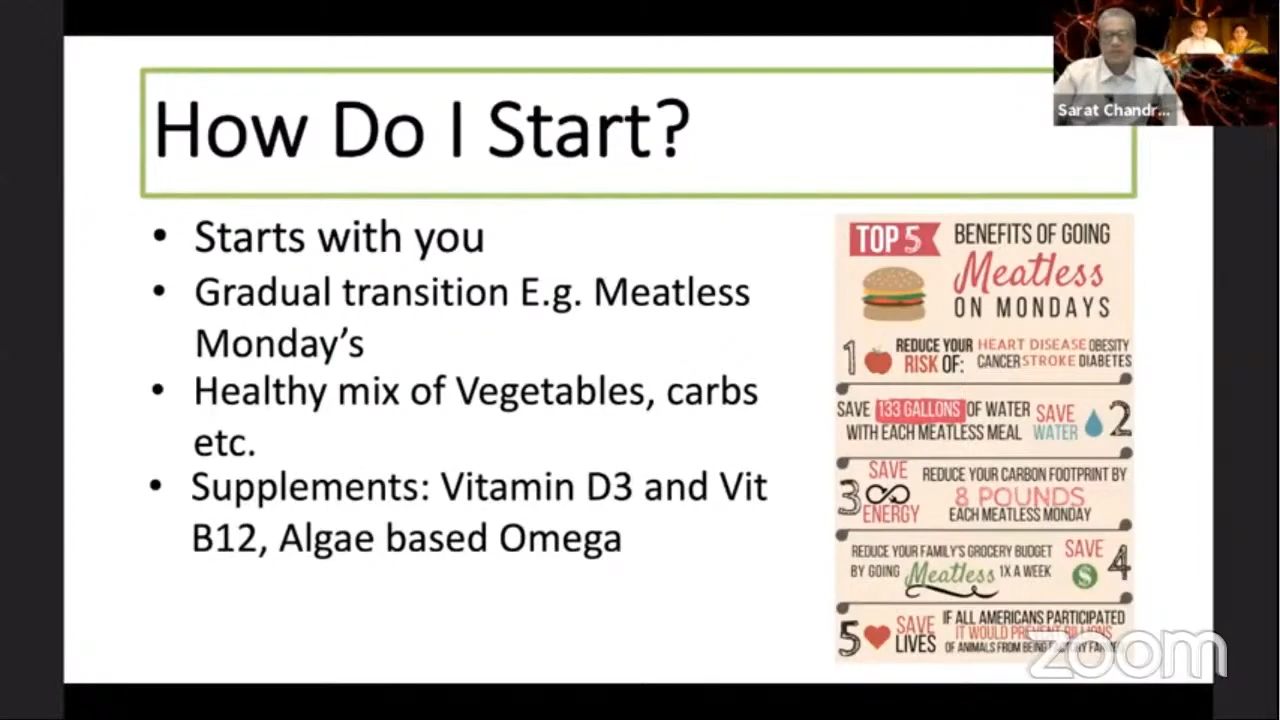 How Do I Start?
• Starts with you
• Gradual transition E.g. Meatless
Monday's
• Healthy mix of Vegetables, carbs
etc.
• Supplements: Vitamin D3 and Vit
B12, Algae based Omega
TOP 5
BENEFITS OF GOING
Meatless
ON MONDAYS
1
REDUCE YOUR RISK OF:
HEART DISEASE OBESITY
CANCER STROKE DIABETES
SAVE 133 GALLONS OF WATER
WITH EACH MEATLESS MEAL
SAVE
WATER
2
3
SAVE
ENERGY
REDUCE YOUR CARBON FOOTPRINT BY
8 POUNDS
EACH MEATLESS MONDAY
REDUCE YOUR FAMILY'S GROCERY BUDGET
BY GOING Meatless 1X A WEEK
SAVE
$
4
5
SAVE
LIVES
IF ALL AMERICANS PARTICIPATED
IT WOULD PREVENT BILLIONS
OF ANIMALS FROM BEING FACTORY FARMED
Sarat Chandr...
zoom